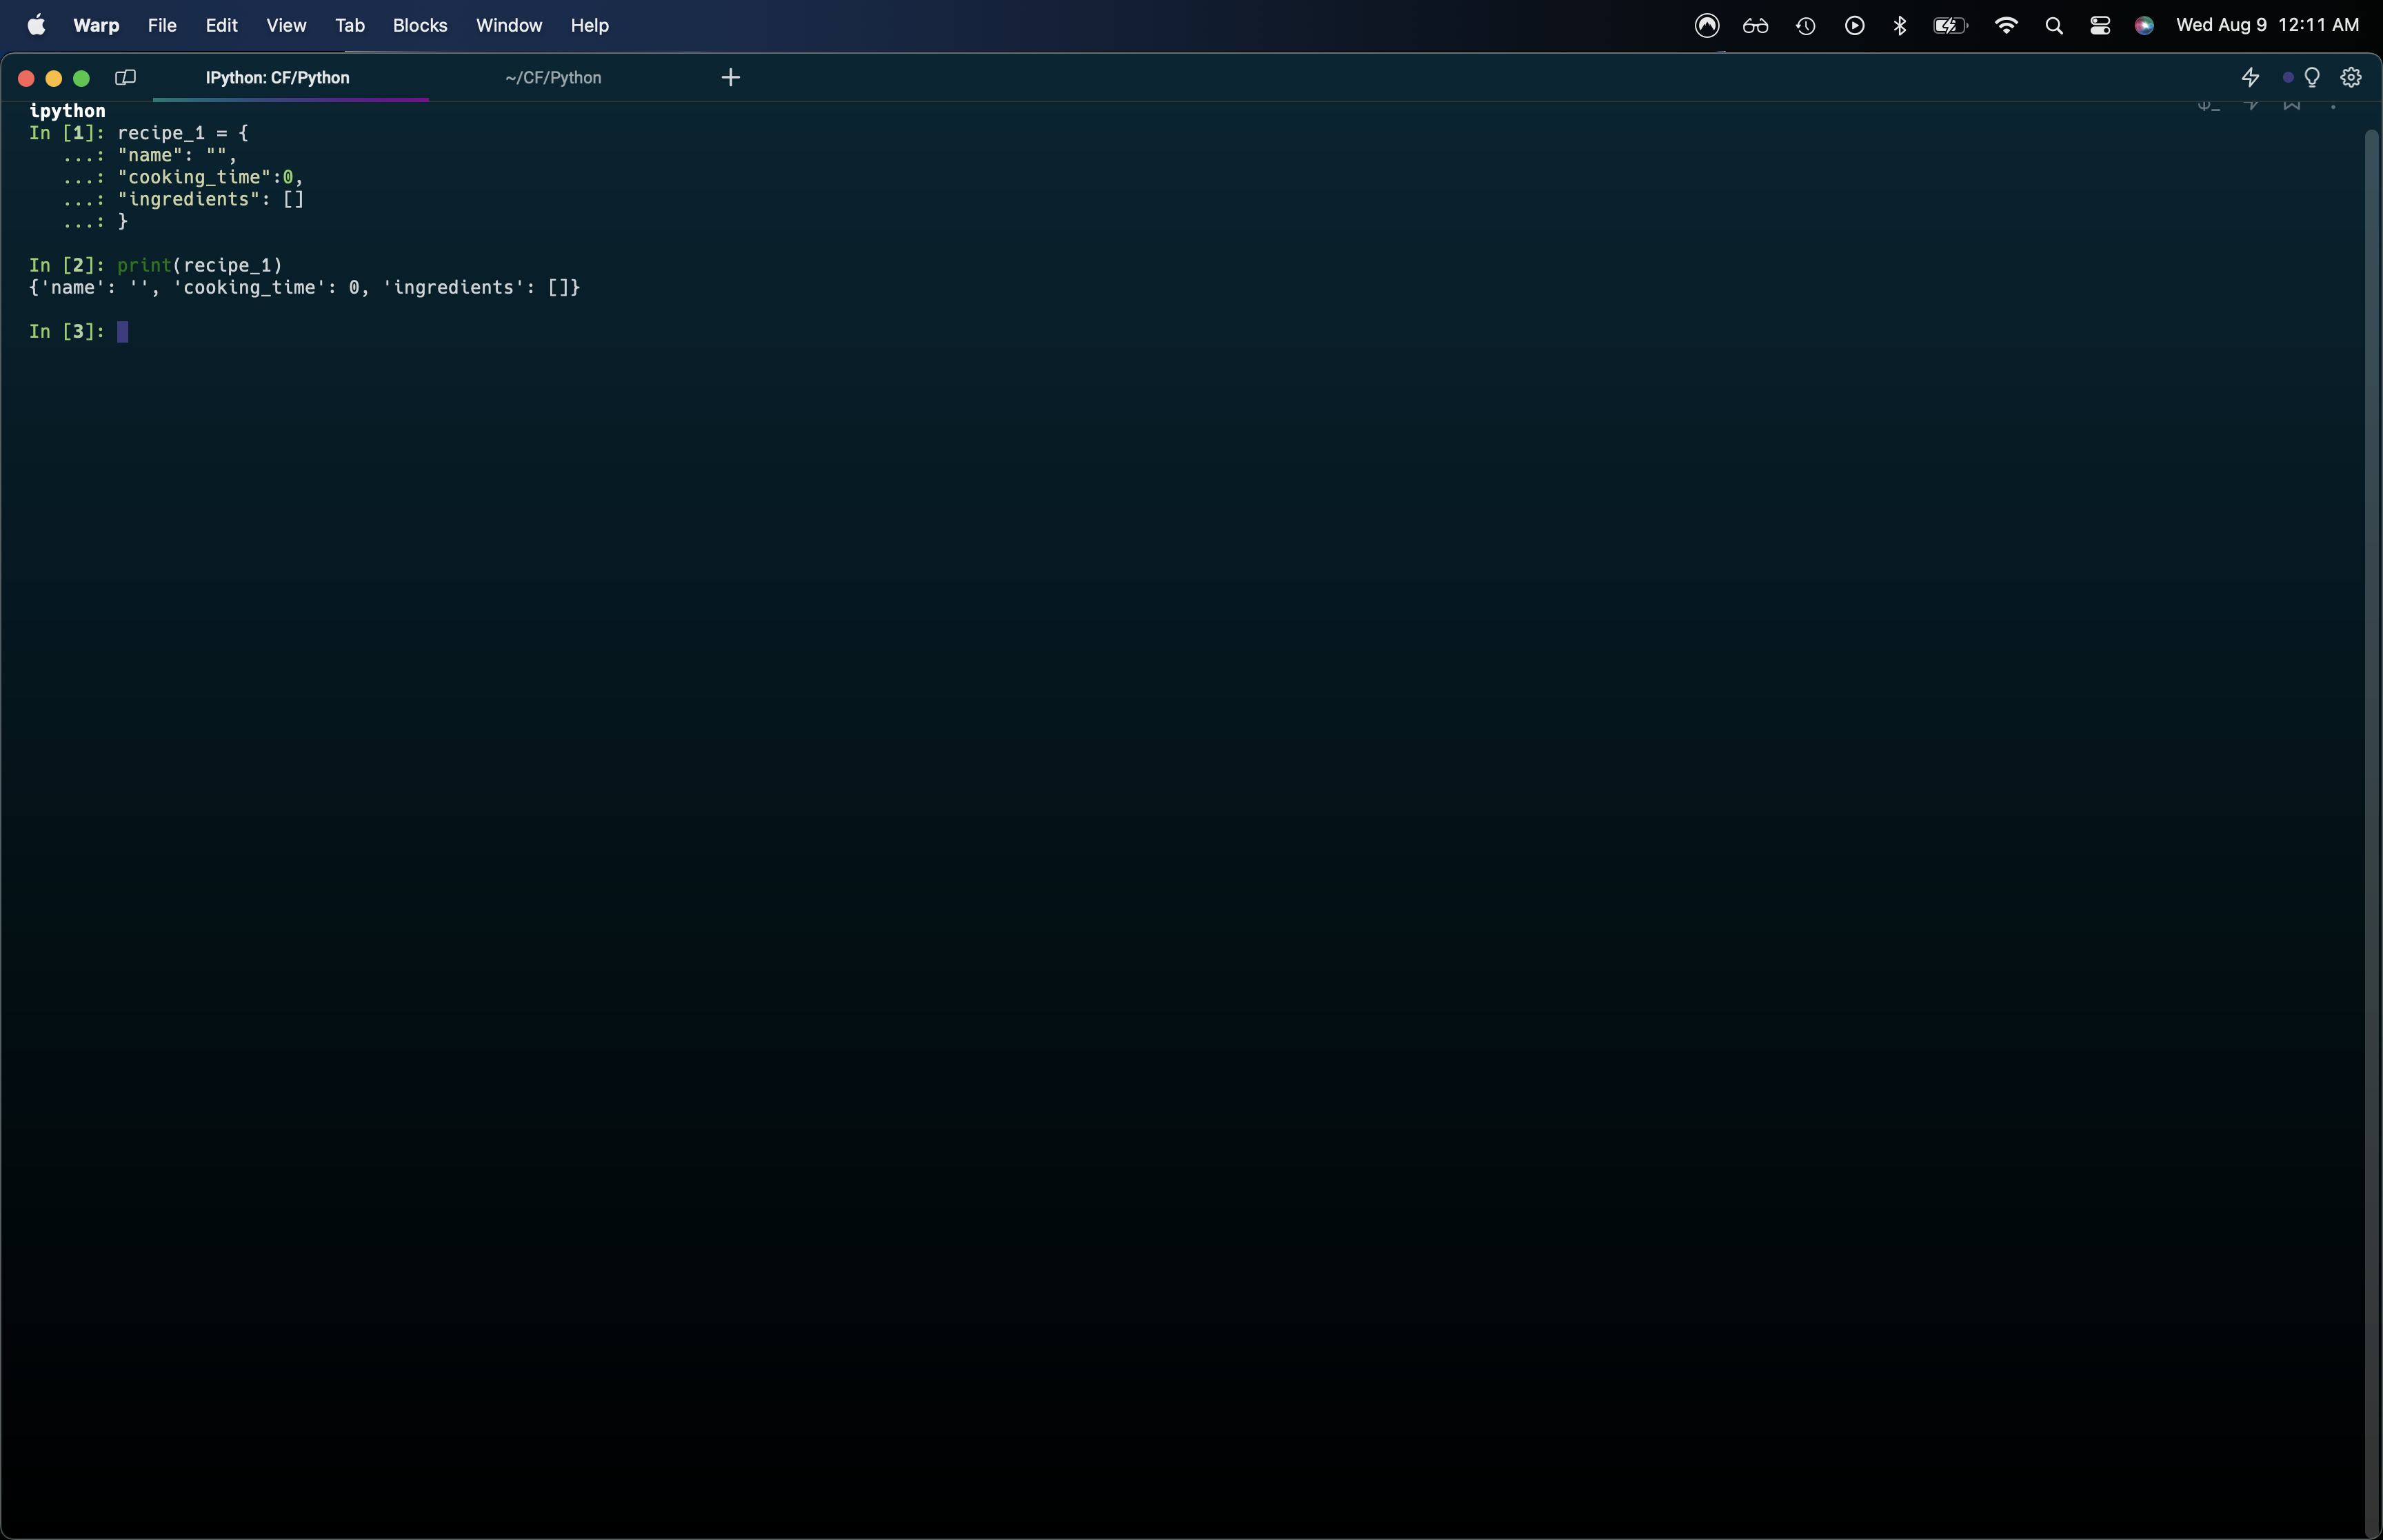 Warp File Edit View Tab Blocks Window Help Wed Aug 9 12:11 AM
IPython: CF/Python ~/CF/Python +
ipython
In [1]: recipe_1 = {
   ...: "name": "",
   ...: "cooking_time":0,
   ...: "ingredients": []
   ...: }
In [2]: print(recipe_1)
{'name': '', 'cooking_time': 0, 'ingredients': []}
In [3]: